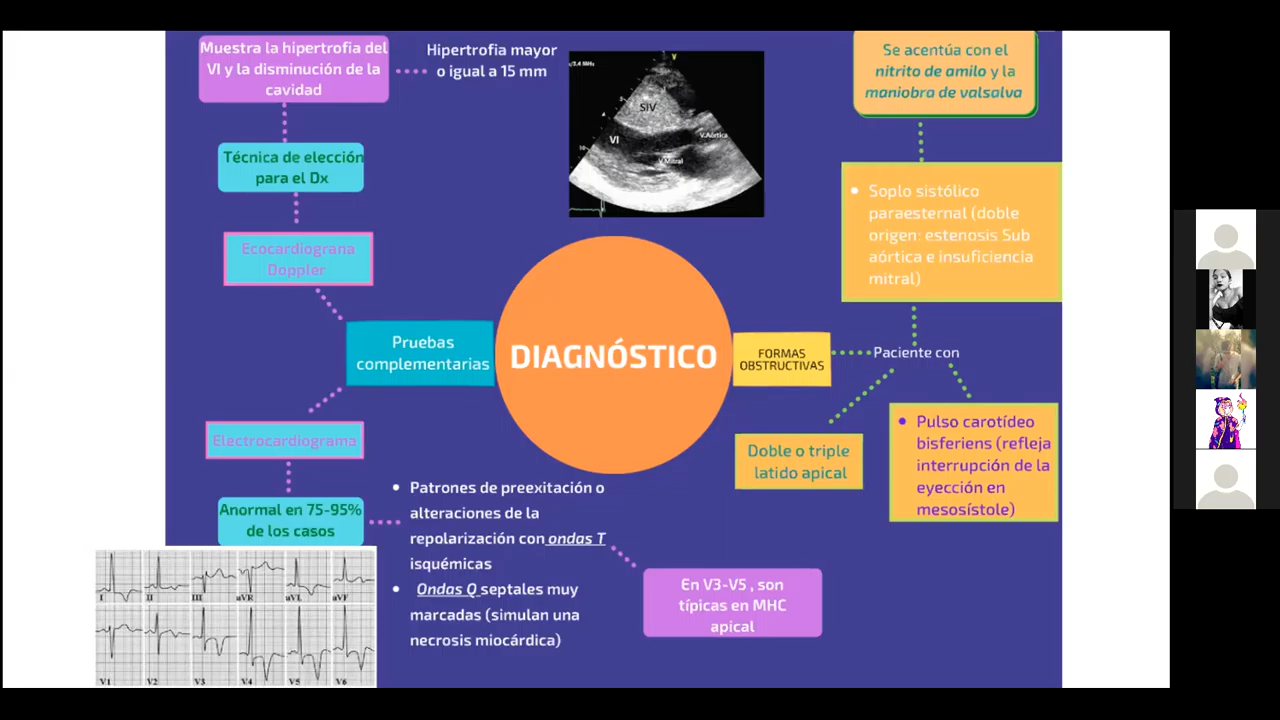 Muestra la hipertrofia del
VI y la disminución de la
cavidad
Hipertrofia mayor
o igual a 15 mm
Técnica de elección
para el Dx
Ecocardiograna
Doppler
Pruebas
complementarias
Electrocardiograma
Anormal en 75-95%
de los casos
Patrones de preexitación o
alteraciones de la
repolarización con ondas T
isquémicas
Ondas Q septales muy
marcadas (simulan una
necrosis miocárdica)
En V3-V5 , son
típicas en MHC
apical
I
II
III
aVR
aVL
aVF
V1
V2
V3
V4
V5
V6
/3.4 MHz
V
5
10
SIV
VI
V.Aórtica
V.Mitral
DIAGNÓSTICO
FORMAS
OBSTRUCTIVAS
Paciente con
Se acentúa con el
nitrito de amilo y la
maniobra de valsalva
Soplo sistólico
paraesternal (doble
origen: estenosis Sub
aórtica e insuficiencia
mitral)
Doble o triple
latido apical
Pulso carotídeo
bisferiens (refleja
interrupción de la
eyección en
mesosístole)